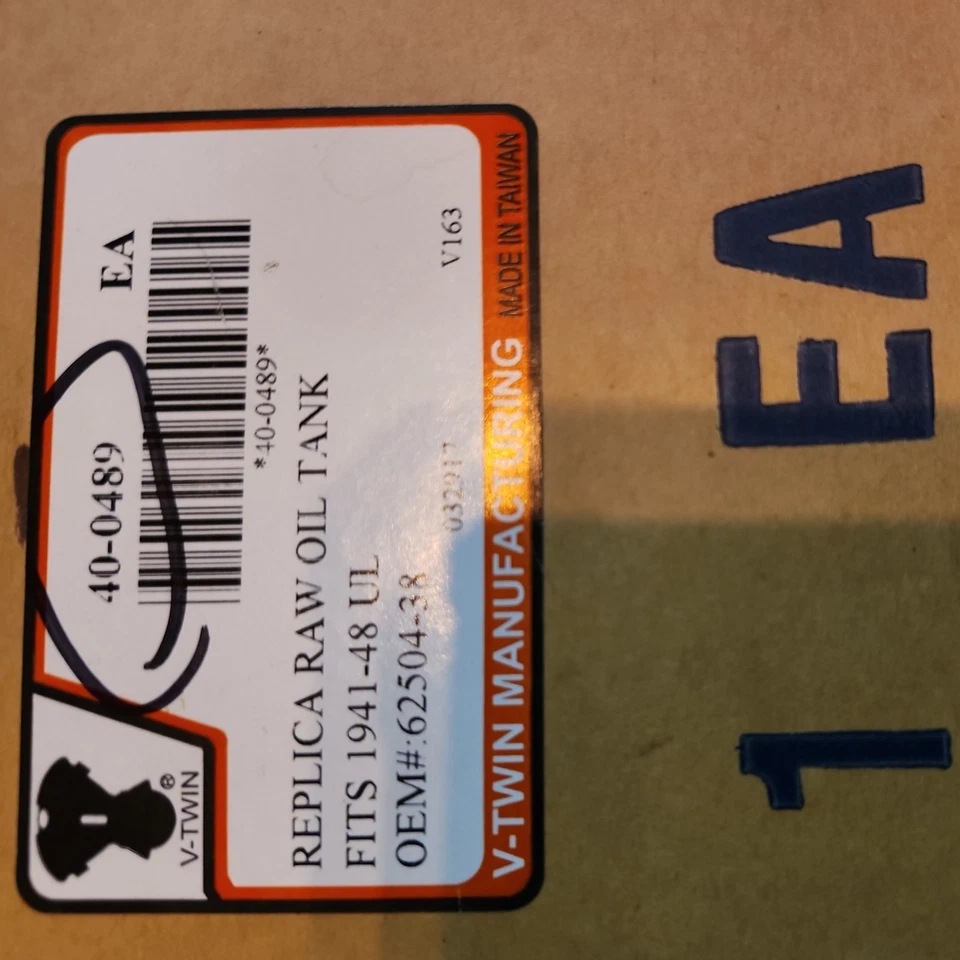 40-0489 EA
*40-0489*
REPLICA RAW OIL TANK
FITS 1941-48 UL
OEM#:62504-38
032917 V163
V-TWIN ®
V-TWIN MANUFACTURING MADE IN TAIWAN
1 EA